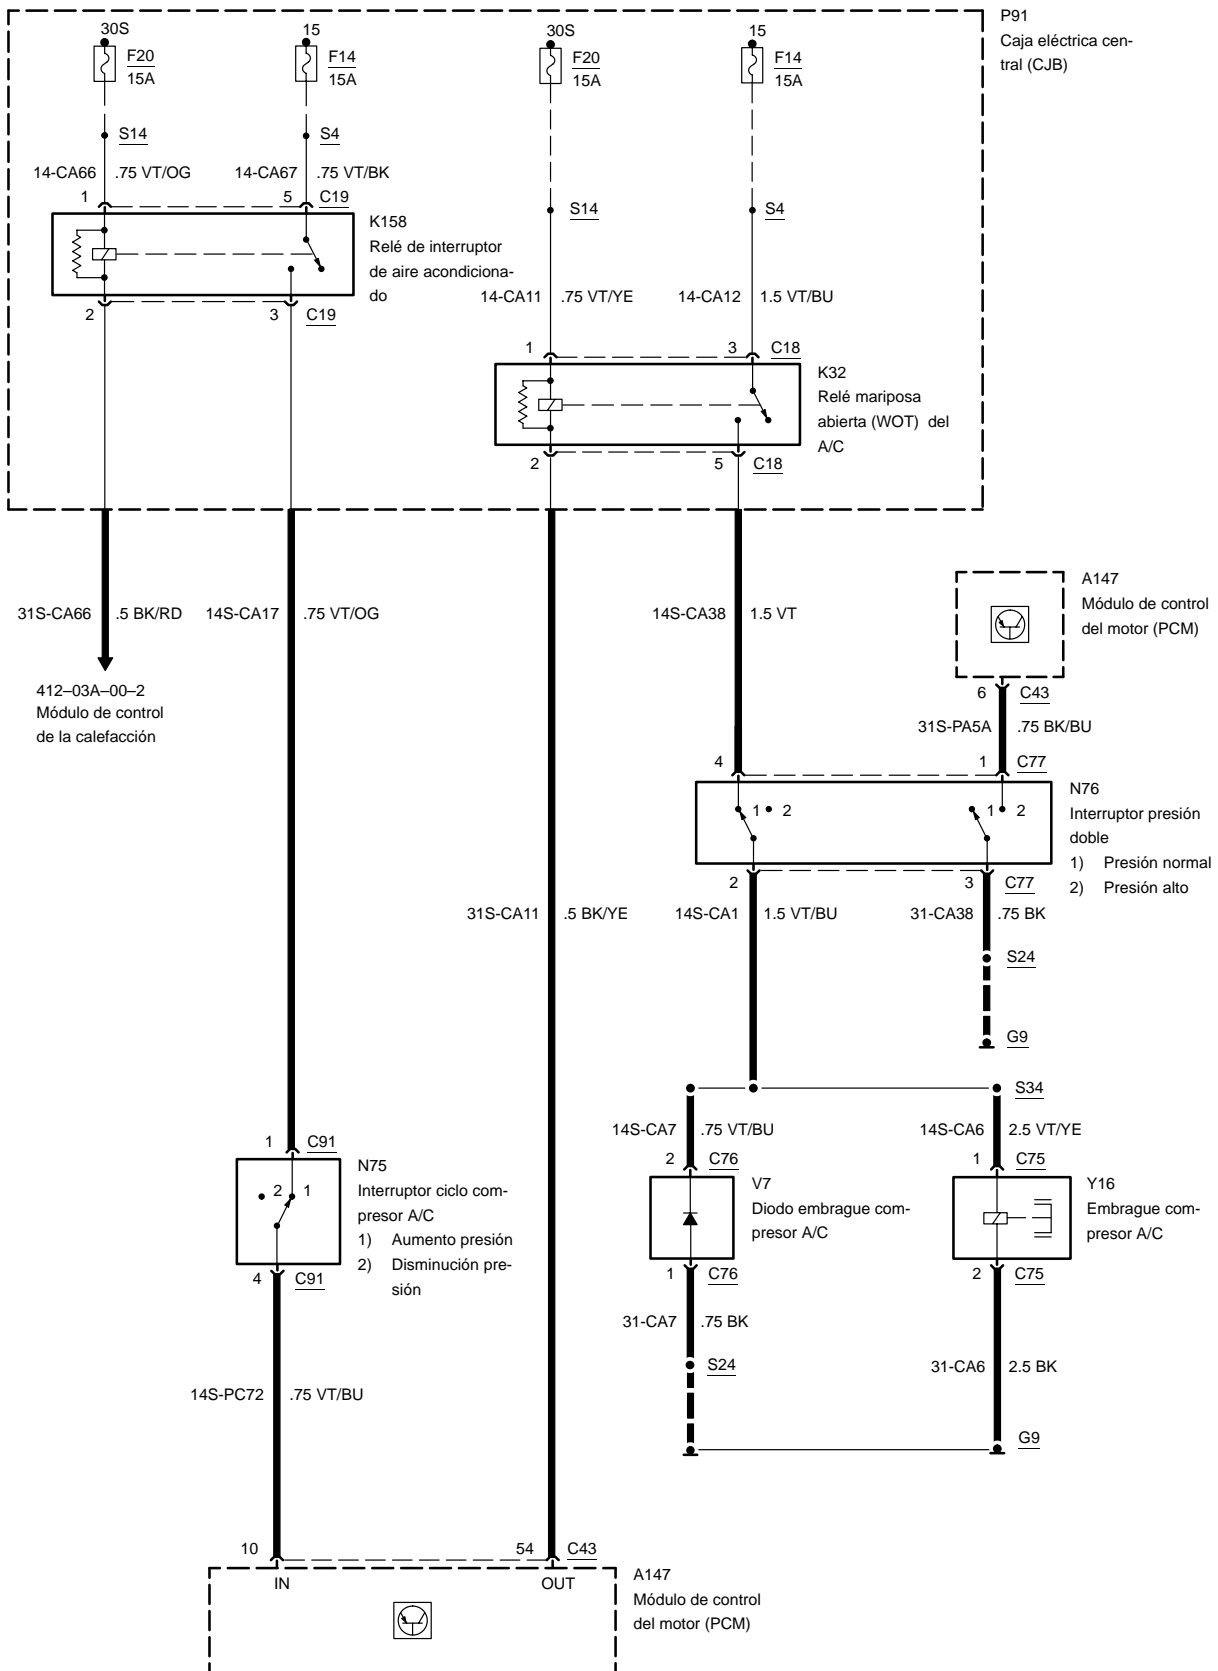 P91
Caja eléctrica cen-
tral (CJB)
30S
15
30S
15
F20
15A
F14
15A
F20
15A
F14
15A
S14
S4
14-CA66
.75 VT/OG
14-CA67
.75 VT/BK
1
5
C19
K158
Relé de interruptor
de aire acondiciona-
do
2
3
C19
S14
S4
14-CA11
.75 VT/YE
14-CA12
1.5 VT/BU
1
3
C18
K32
Relé mariposa
abierta (WOT) del
A/C
2
5
C18
31S-CA66
.5 BK/RD
14S-CA17
.75 VT/OG
14S-CA38
1.5 VT
A147
Módulo de control
del motor (PCM)
6
C43
412–03A–00–2
Módulo de control
de la calefacción
31S-PA5A
.75 BK/BU
4
1
C77
N76
Interruptor presión
doble
1) Presión normal
2) Presión alto
1
2
1
2
2
3
C77
31S-CA11
.5 BK/YE
14S-CA1
1.5 VT/BU
31-CA38
.75 BK
S24
G9
S34
14S-CA7
.75 VT/BU
14S-CA6
2.5 VT/YE
1
C91
N75
Interruptor ciclo com-
presor A/C
1) Aumento presión
2) Disminución pre-
sión
2
1
4
C91
2
C76
V7
Diodo embrague com-
presor A/C
1
C76
1
C75
Y16
Embrague com-
presor A/C
2
C75
31-CA7
.75 BK
S24
31-CA6
2.5 BK
G9
14S-PC72
.75 VT/BU
10
54
C43
IN
OUT
A147
Módulo de control
del motor (PCM)